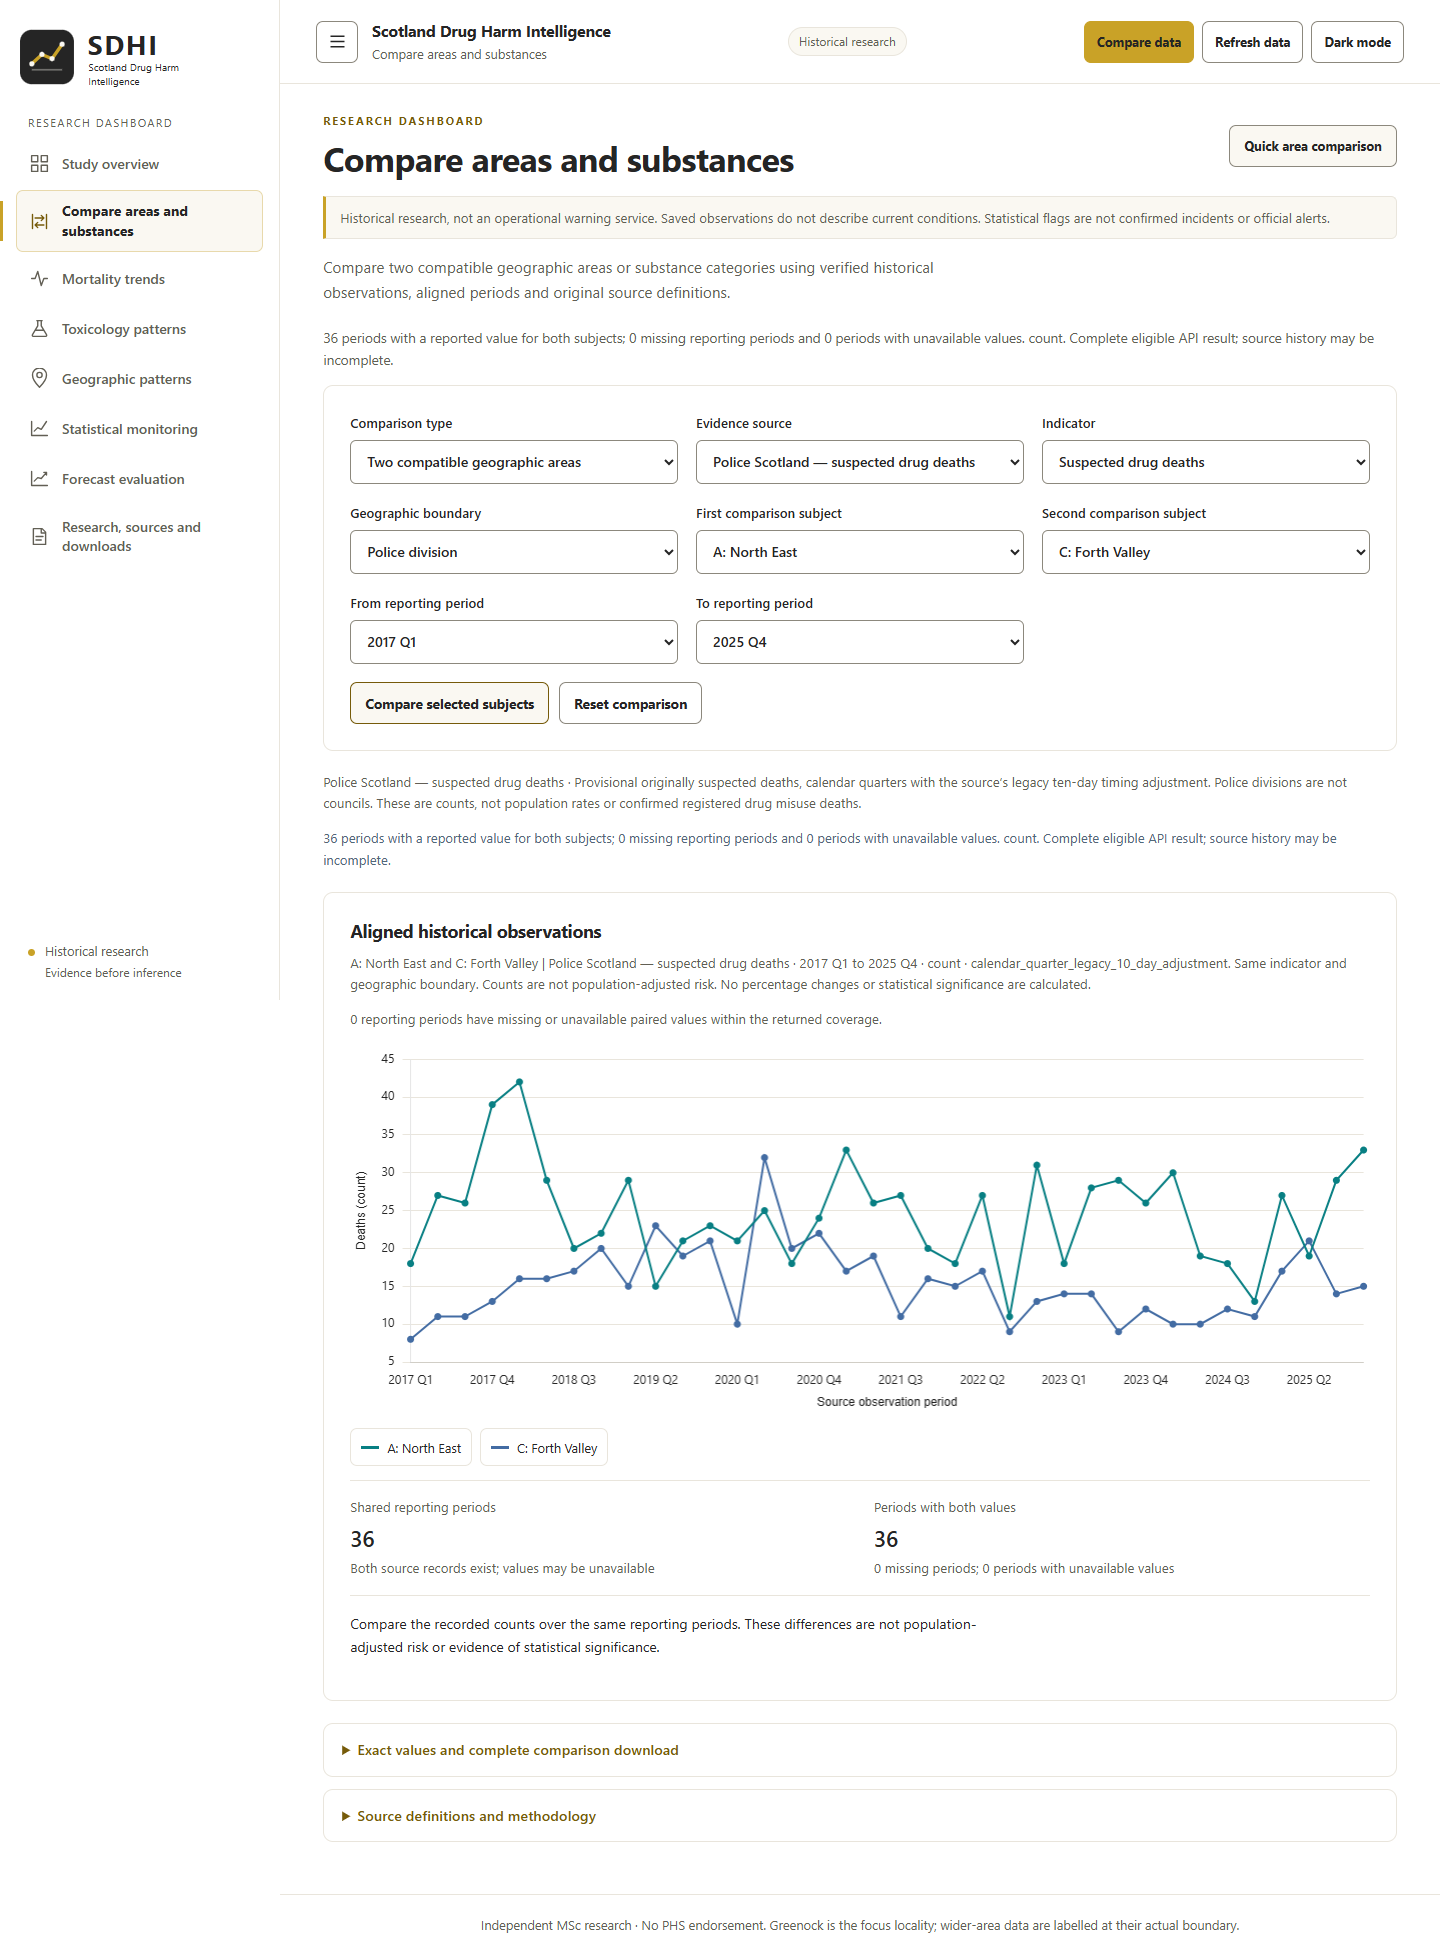 SDHI
Scotland Drug Harm
Intelligence
RESEARCH DASHBOARD
Study overview
Compare areas and
substances
Mortality trends
Toxicology patterns
Geographic patterns
Statistical monitoring
Forecast evaluation
Research, sources and
downloads
Historical research
Evidence before inference
Scotland Drug Harm Intelligence
Compare areas and substances
Historical research
Compare data
Refresh data
Dark mode
RESEARCH DASHBOARD
Compare areas and substances
Quick area comparison
Historical research, not an operational warning service. Saved observations do not describe current conditions. Statistical flags are not confirmed incidents or official alerts.
Compare two compatible geographic areas or substance categories using verified historical
observations, aligned periods and original source definitions.
36 periods with a reported value for both subjects; 0 missing reporting periods and 0 periods with unavailable values. count. Complete eligible API result; source history may be
incomplete.
Comparison type
Evidence source
Indicator
Two compatible geographic areas
Police Scotland — suspected drug deaths
Suspected drug deaths
Geographic boundary
First comparison subject
Second comparison subject
Police division
A: North East
C: Forth Valley
From reporting period
To reporting period
2017 Q1
2025 Q4
Compare selected subjects
Reset comparison
Police Scotland — suspected drug deaths · Provisional originally suspected deaths, calendar quarters with the source's legacy ten-day timing adjustment. Police divisions are not
councils. These are counts, not population rates or confirmed registered drug misuse deaths.
36 periods with a reported value for both subjects; 0 missing reporting periods and 0 periods with unavailable values. count. Complete eligible API result; source history may be
incomplete.
Aligned historical observations
A: North East and C: Forth Valley | Police Scotland — suspected drug deaths · 2017 Q1 to 2025 Q4 · count · calendar_quarter_legacy_10_day_adjustment. Same indicator and
geographic boundary. Counts are not population-adjusted risk. No percentage changes or statistical significance are calculated.
0 reporting periods have missing or unavailable paired values within the returned coverage.
45
40
35
30
25
20
15
10
5
Deaths (count)
2017 Q1
2017 Q4
2018 Q3
2019 Q2
2020 Q1
2020 Q4
2021 Q3
2022 Q2
2023 Q1
2023 Q4
2024 Q3
2025 Q2
Source observation period
A: North East
C: Forth Valley
Shared reporting periods
Periods with both values
36
36
Both source records exist; values may be unavailable
0 missing periods; 0 periods with unavailable values
Compare the recorded counts over the same reporting periods. These differences are not population-
adjusted risk or evidence of statistical significance.
Exact values and complete comparison download
Source definitions and methodology
Independent MSc research · No PHS endorsement. Greenock is the focus locality; wider-area data are labelled at their actual boundary.